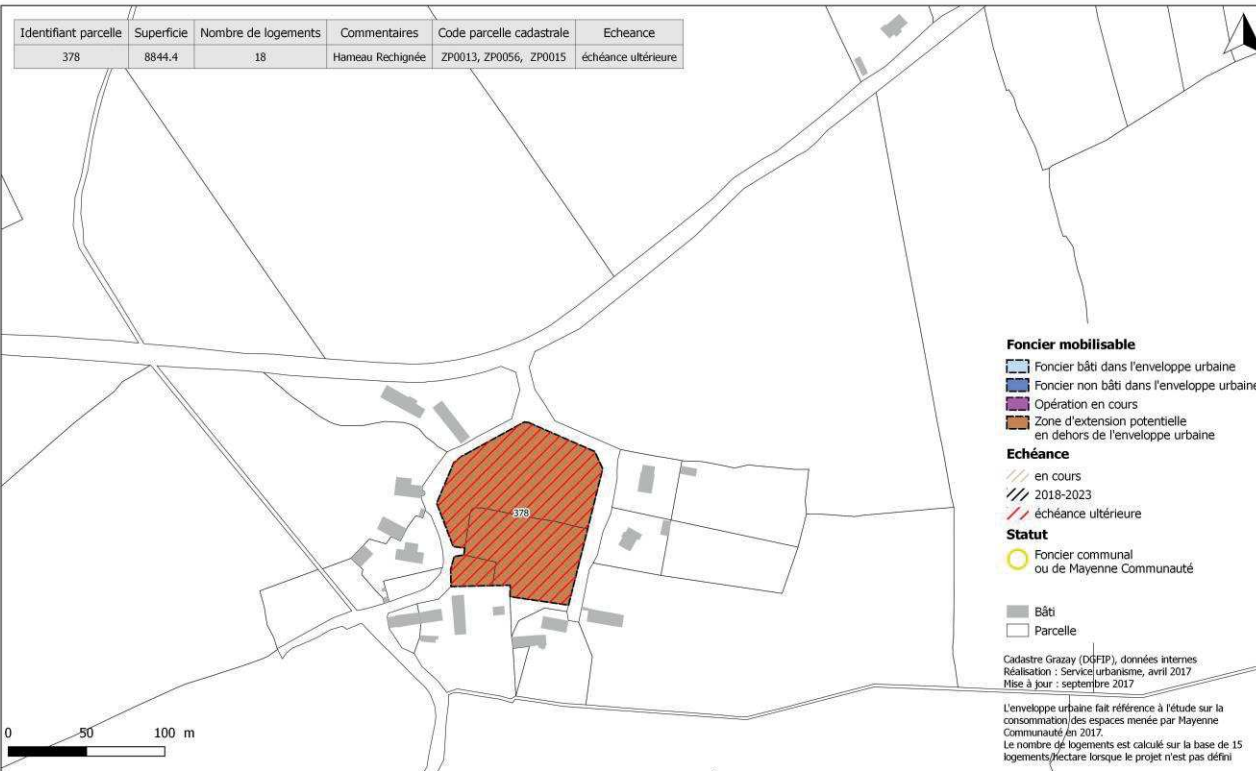 Identifiant parcelle Superficie Nombre de logements Commentaires Code parcelle cadastrale Echeance
378 8844.4 18 Hameau Rechignée ZP0013, ZP0056, ZP0015 échéance ultérieure
378
Foncier mobilisable
Foncier bâti dans l'enveloppe urbaine
Foncier non bâti dans l'enveloppe urbaine
Opération en cours
Zone d'extension potentielle
en dehors de l'enveloppe urbaine
Echéance
en cours
2018-2023
échéance ultérieure
Statut
Foncier communal
ou de Mayenne Communauté
Bâti
Parcelle
Cadastre Grazay (DGFIP), données internes
Réalisation : Service urbanisme, avril 2017
Mise à jour : septembre 2017
L'enveloppe urbaine fait référence à l'étude sur la
consommation des espaces menée par Mayenne
Communauté en 2017.
Le nombre de logements est calculé sur la base de 15
logements/hectare lorsque le projet n'est pas défini
0 50 100 m